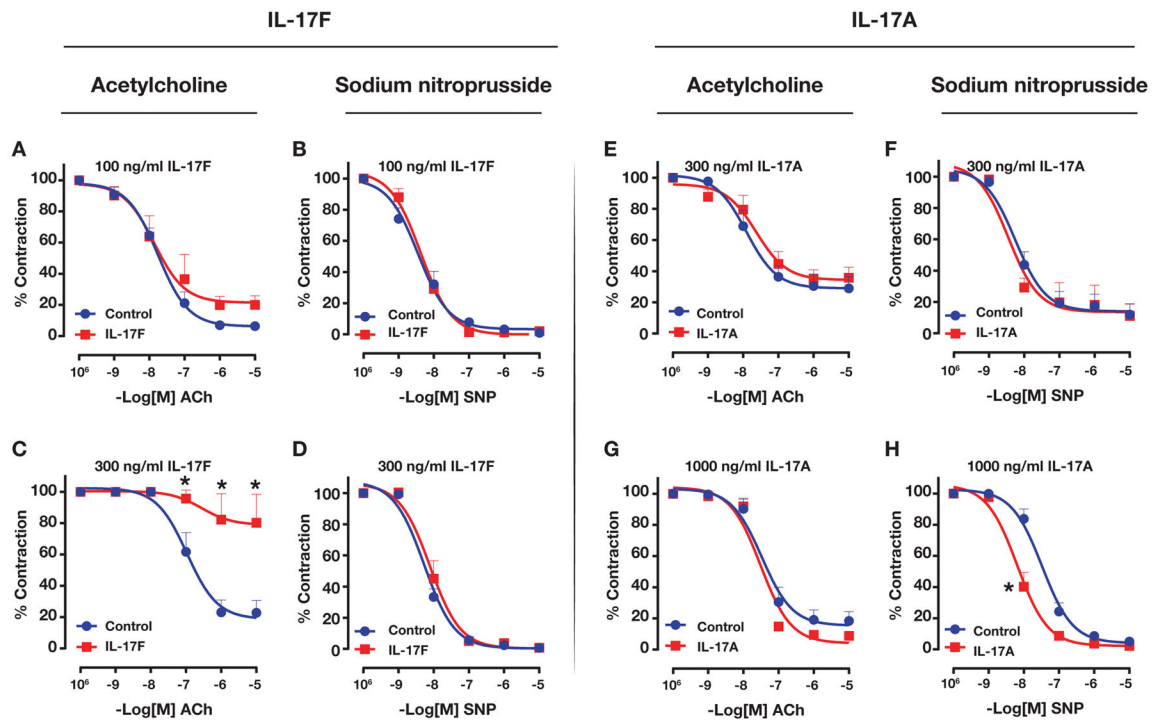 IL-17F
IL-17A
Acetylcholine
Sodium nitroprusside
Acetylcholine
Sodium nitroprusside
A
100 ng/ml IL-17F
100
80
60
40
20
0
% Contraction
Control
IL-17F
10⁶ -9 -8 -7 -6 -5
-Log[M] ACh
B
100 ng/ml IL-17F
100
80
60
40
20
0
% Contraction
Control
IL-17F
10⁶ -9 -8 -7 -6 -5
-Log[M] SNP
E
300 ng/ml IL-17A
100
80
60
40
20
0
% Contraction
Control
IL-17A
10⁶ -9 -8 -7 -6 -5
-Log[M] ACh
F
300 ng/ml IL-17A
100
80
60
40
20
0
% Contraction
Control
IL-17A
10⁶ -9 -8 -7 -6 -5
-Log[M] SNP
C
300 ng/ml IL-17F
* * *
100
80
60
40
20
0
% Contraction
Control
IL-17F
10⁶ -9 -8 -7 -6 -5
-Log[M] ACh
D
300 ng/ml IL-17F
100
80
60
40
20
0
% Contraction
Control
IL-17F
10⁶ -9 -8 -7 -6 -5
-Log[M] SNP
G
1000 ng/ml IL-17A
100
80
60
40
20
0
% Contraction
Control
IL-17A
10⁶ -9 -8 -7 -6 -5
-Log[M] ACh
H
1000 ng/ml IL-17A
100
80
60
40
20
0
% Contraction
*
Control
IL-17A
10⁶ -9 -8 -7 -6 -5
-Log[M] SNP